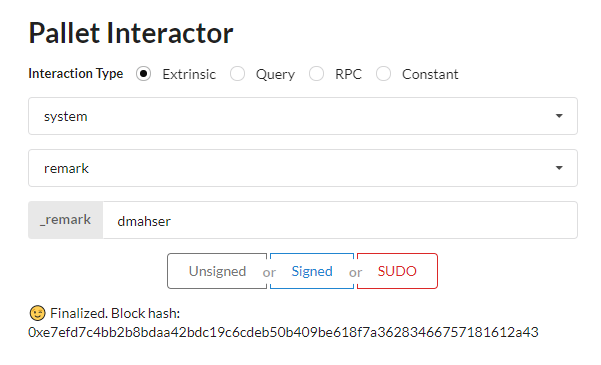 Pallet Interactor
Interaction Type Extrinsic Query RPC Constant
system
remark
_remark dmahser
Unsigned or Signed or SUDO
😉 Finalized. Block hash:
0xe7efd7c4bb2b8bdaa42bdc19c6cdeb50b409be618f7a36283466757181612a43